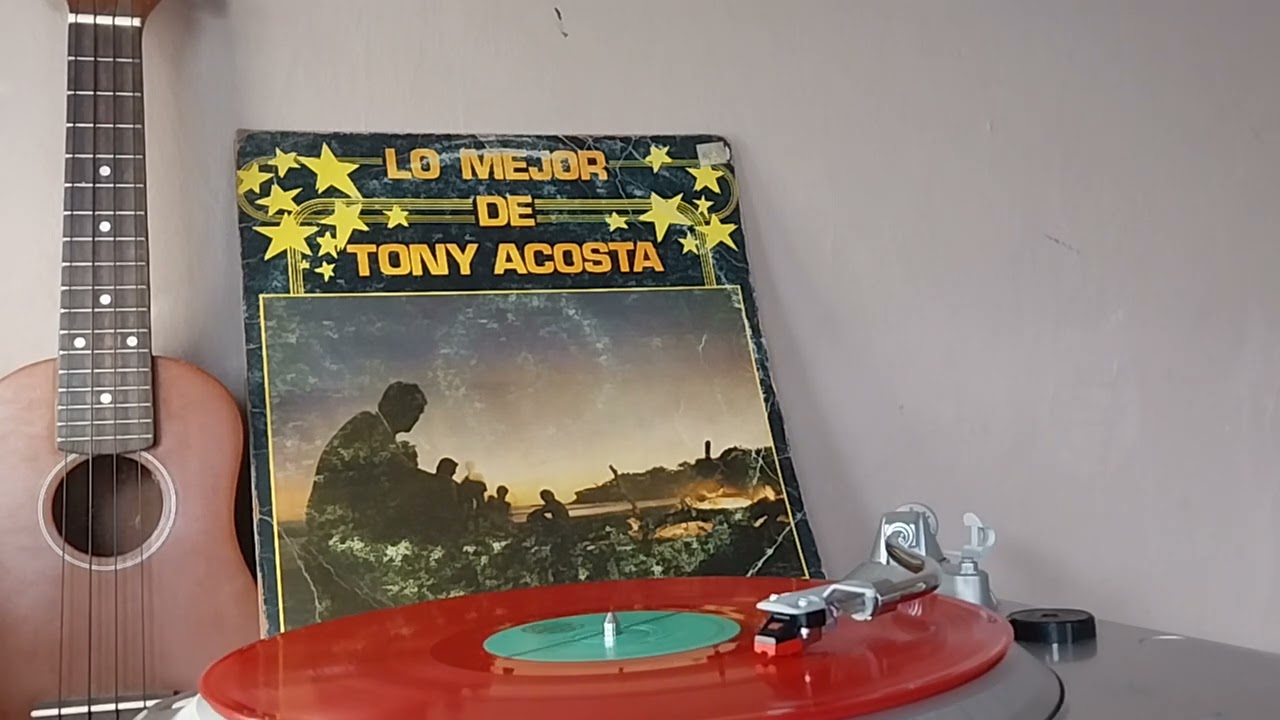 LO MEJOR
DE
TONY ACOSTA